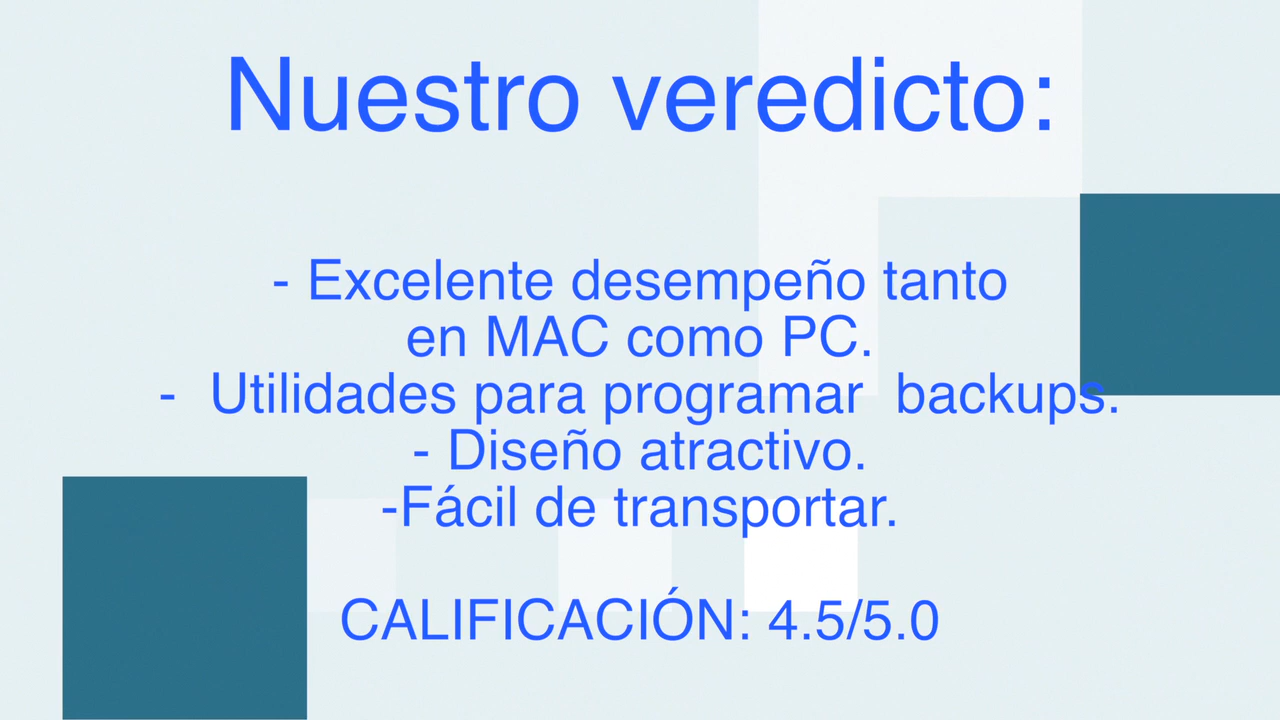 Nuestro veredicto:
- Excelente desempeño tanto
en MAC como PC.
-  Utilidades para programar  backups.
- Diseño atractivo.
-Fácil de transportar.
CALIFICACIÓN: 4.5/5.0